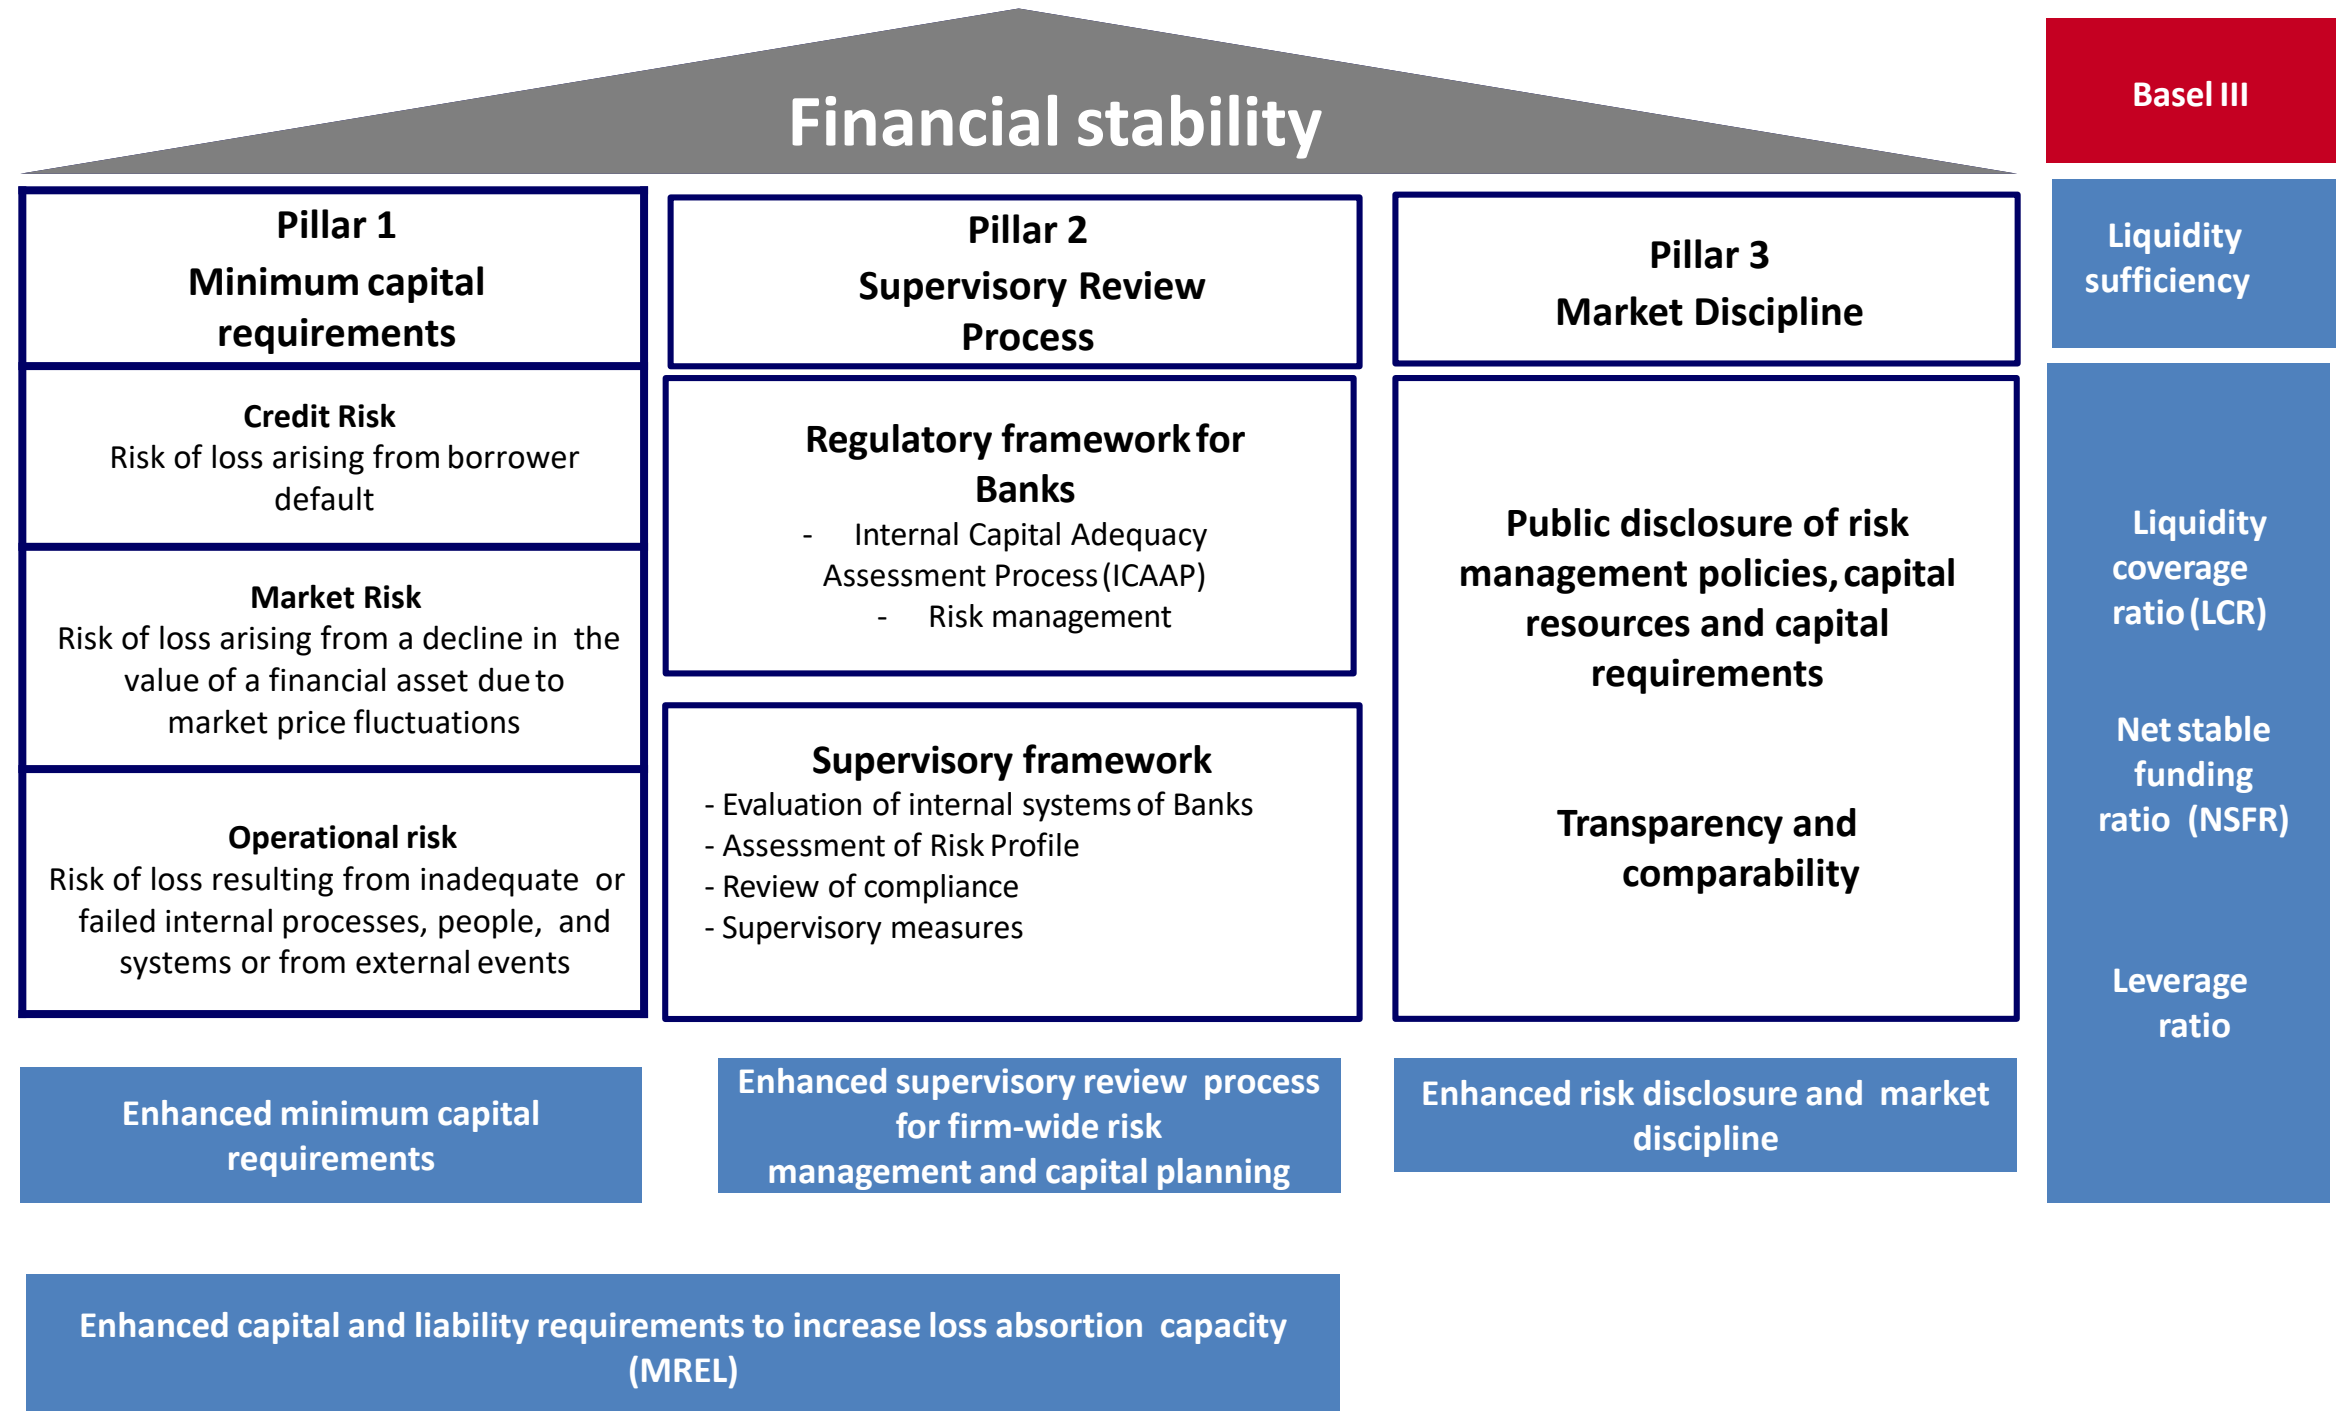 Financial stability
Basel III
Pillar 1
Minimum capital
requirements
Credit Risk
Risk of loss arising from borrower
default
Market Risk
Risk of loss arising from a decline in the
value of a financial asset due to
market price fluctuations
Operational risk
Risk of loss resulting from inadequate or
failed internal processes, people, and
systems or from external events
Enhanced minimum capital
requirements
Pillar 2
Supervisory Review
Process
Regulatory framework for
Banks
- Internal Capital Adequacy
Assessment Process (ICAAP)
- Risk management
Supervisory framework
- Evaluation of internal systems of Banks
- Assessment of Risk Profile
- Review of compliance
- Supervisory measures
Enhanced supervisory review process
for firm-wide risk
management and capital planning
Pillar 3
Market Discipline
Public disclosure of risk
management policies, capital
resources and capital
requirements
Transparency and
comparability
Enhanced risk disclosure and market
discipline
Liquidity
sufficiency
Liquidity
coverage
ratio (LCR)
Net stable
funding
ratio (NSFR)
Leverage
ratio
Enhanced capital and liability requirements to increase loss absortion capacity
(MREL)